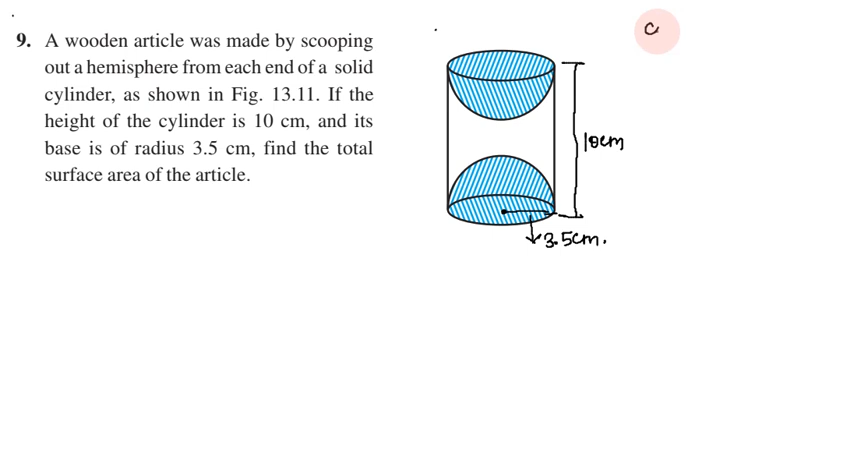 9. A wooden article was made by scooping
out a hemisphere from each end of a solid
cylinder, as shown in Fig. 13.11. If the
height of the cylinder is 10 cm, and its
base is of radius 3.5 cm, find the total
surface area of the article.
10cm
3.5cm.